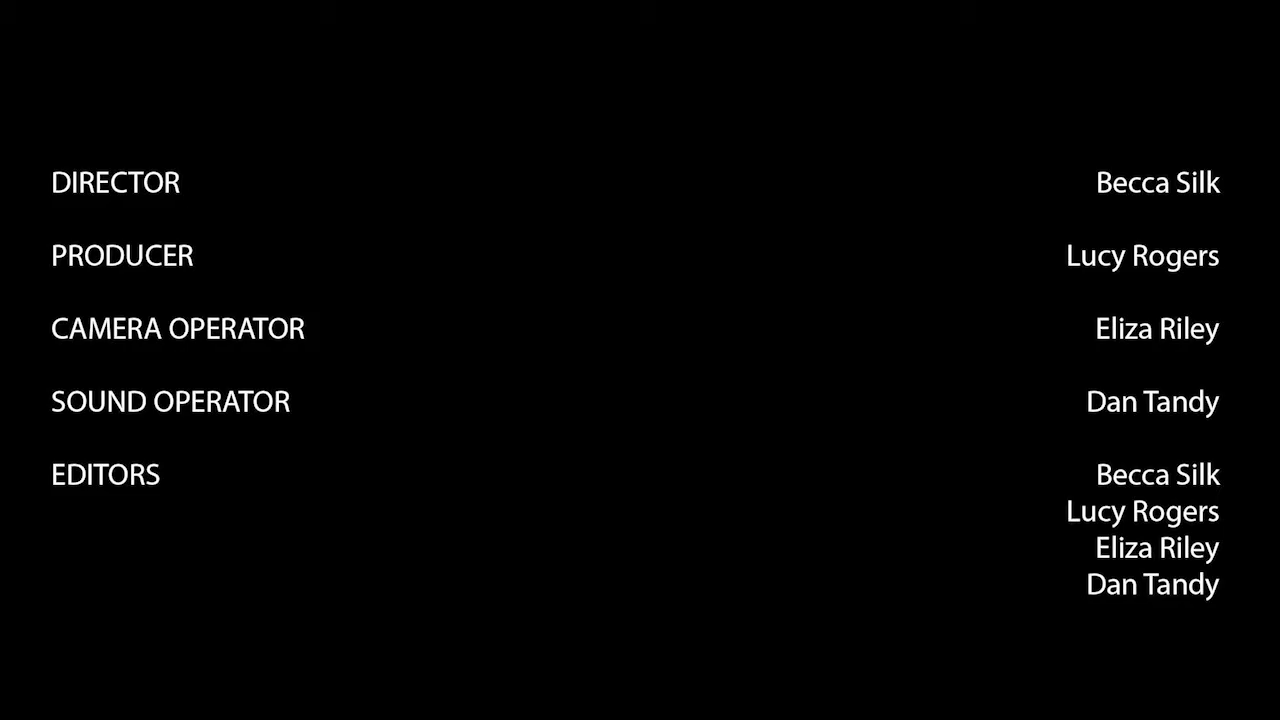 DIRECTOR Becca Silk
PRODUCER Lucy Rogers
CAMERA OPERATOR Eliza Riley
SOUND OPERATOR Dan Tandy
EDITORS Becca Silk
Lucy Rogers
Eliza Riley
Dan Tandy